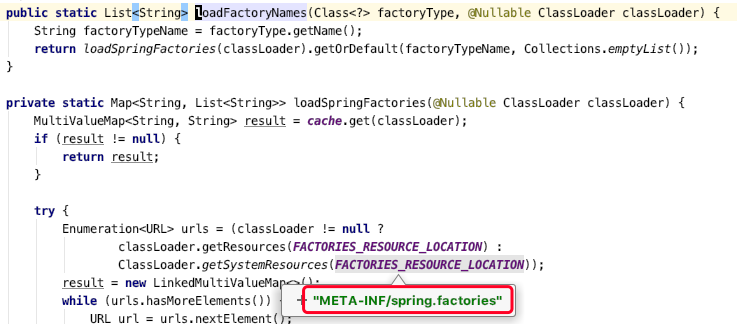 public static List<String> loadFactoryNames(Class<?> factoryType, @Nullable ClassLoader classLoader) {
String factoryTypeName = factoryType.getName();
return loadSpringFactories(classLoader).getOrDefault(factoryTypeName, Collections.emptyList());
}
private static Map<String, List<String>> loadSpringFactories(@Nullable ClassLoader classLoader) {
MultiValueMap<String, String> result = cache.get(classLoader);
if (result != null) {
return result;
}
try {
Enumeration<URL> urls = (classLoader != null ?
classLoader.getResources(FACTORIES_RESOURCE_LOCATION) :
ClassLoader.getSystemResources(FACTORIES_RESOURCE_LOCATION));
result = new LinkedMultiValueMap<>();
while (urls.hasMoreElements())
"META-INF/spring.factories"
URL url = urls.nextElement();